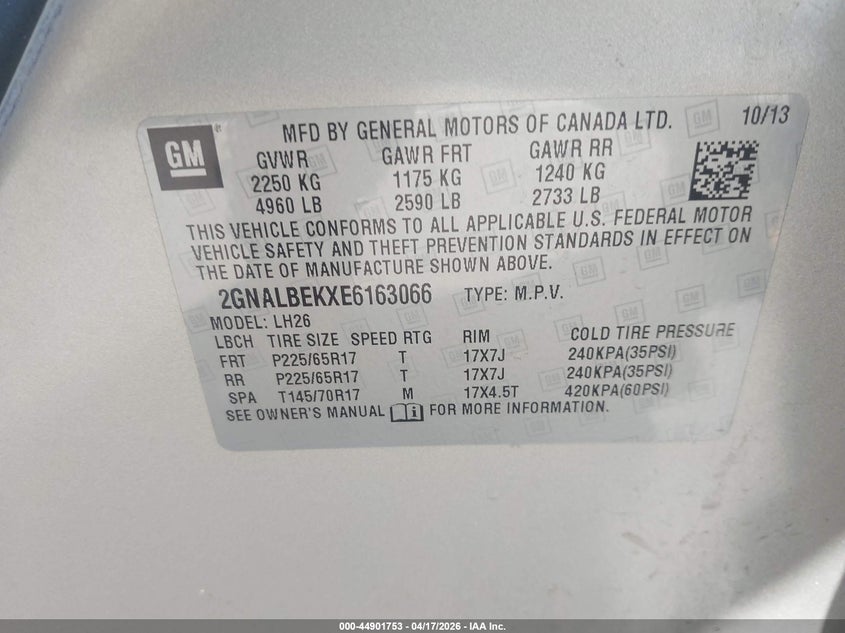 GM
MFD BY GENERAL MOTORS OF CANADA LTD. 10/13
GVWR GAWR FRT GAWR RR
2250 KG 1175 KG 1240 KG
4960 LB 2590 LB 2733 LB
THIS VEHICLE CONFORMS TO ALL APPLICABLE U.S. FEDERAL MOTOR
VEHICLE SAFETY AND THEFT PREVENTION STANDARDS IN EFFECT ON
THE DATE OF MANUFACTURE SHOWN ABOVE.
2GNALBEKXE6163066 TYPE: M.P.V.
MODEL: LH26
LBCH TIRE SIZE SPEED RTG RIM COLD TIRE PRESSURE
FRT P225/65R17 T 17X7J 240KPA(35PSI)
RR P225/65R17 T 17X7J 240KPA(35PSI)
SPA T145/70R17 M 17X4.5T 420KPA(60PSI)
SEE OWNER'S MANUAL i FOR MORE INFORMATION.
000-44901753 - 04/17/2026 - IAA Inc.